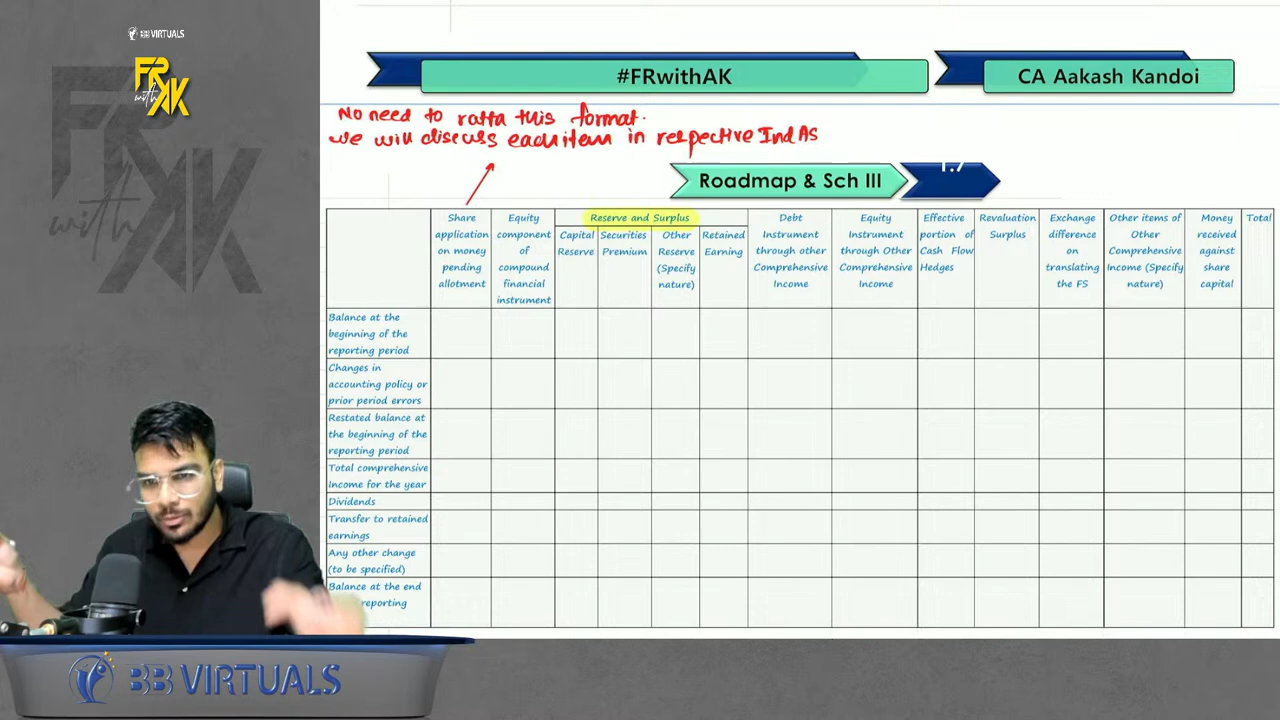 BB VIRTUALS
FR
with AK
#FRwithAK
CA Aakash Kandoi
No need to ratta this format.
We will discuss each item in respective Ind AS
Roadmap & Sch III
1.7
Share application on money pending allotment
Equity component of compound financial instrument
Reserve and Surplus
Capital Reserve
Securities Premium
Other Reserve (Specify nature)
Retained Earning
Debt Instrument through other Comprehensive Income
Equity Instrument through Other Comprehensive Income
Effective portion of Cash Flow Hedges
Revaluation Surplus
Exchange difference on translating the FS
Other items of Other Comprehensive Income (Specify nature)
Money received against share capital
Total
Balance at the
beginning of the
reporting period
Changes in
accounting policy or
prior period errors
Restated balance at
the beginning of the
reporting period
Total comprehensive
Income for the year
Dividends
Transfer to retained
earnings
Any other change
(to be specified)
Balance at the end
reporting
FR
with AK
BB VIRTUALS